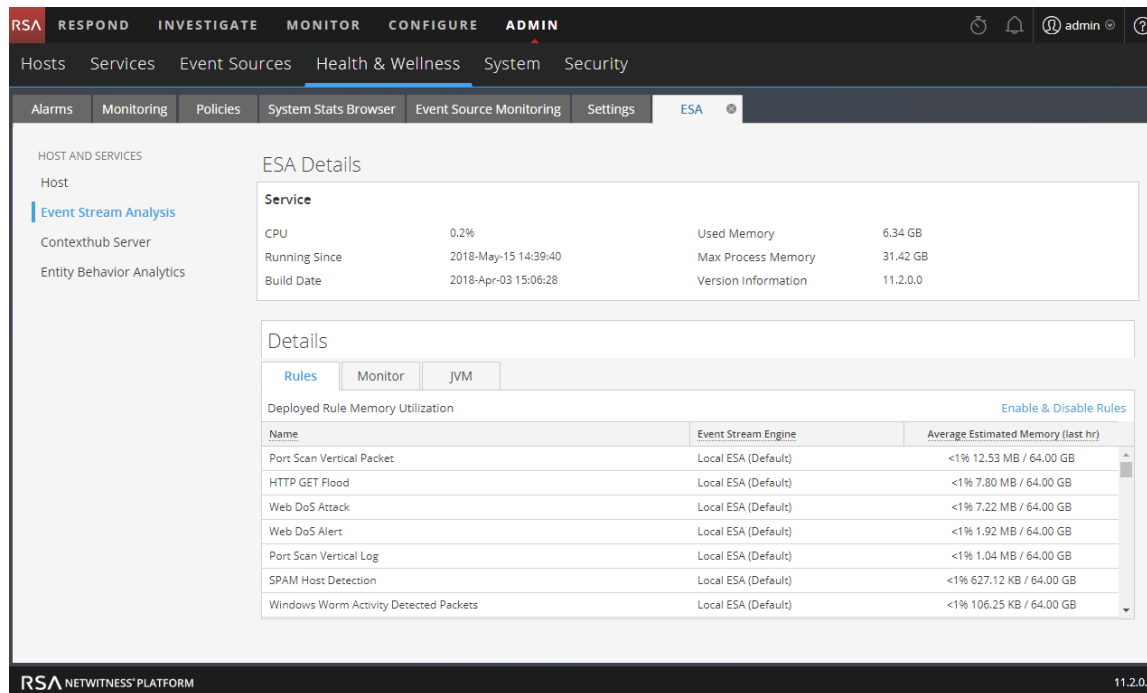 RSA RESPOND INVESTIGATE MONITOR CONFIGURE ADMIN admin
Hosts Services Event Sources Health & Wellness System Security
Alarms Monitoring Policies System Stats Browser Event Source Monitoring Settings ESA
HOST AND SERVICES
Host
Event Stream Analysis
Contexthub Server
Entity Behavior Analytics
ESA Details
Service
CPU 0.2% Used Memory 6.34 GB
Running Since 2018-May-15 14:39:40 Max Process Memory 31.42 GB
Build Date 2018-Apr-03 15:06:28 Version Information 11.2.0.0
Details
Rules Monitor JVM
Deployed Rule Memory Utilization Enable & Disable Rules
Name Event Stream Engine Average Estimated Memory (last hr)
Port Scan Vertical Packet Local ESA (Default) <1% 12.53 MB / 64.00 GB
HTTP GET Flood Local ESA (Default) <1% 7.80 MB / 64.00 GB
Web DoS Attack Local ESA (Default) <1% 7.22 MB / 64.00 GB
Web DoS Alert Local ESA (Default) <1% 1.92 MB / 64.00 GB
Port Scan Vertical Log Local ESA (Default) <1% 1.04 MB / 64.00 GB
SPAM Host Detection Local ESA (Default) <1% 627.12 KB / 64.00 GB
Windows Worm Activity Detected Packets Local ESA (Default) <1% 106.25 KB / 64.00 GB
RSA NETWITNESS® PLATFORM 11.2.0.